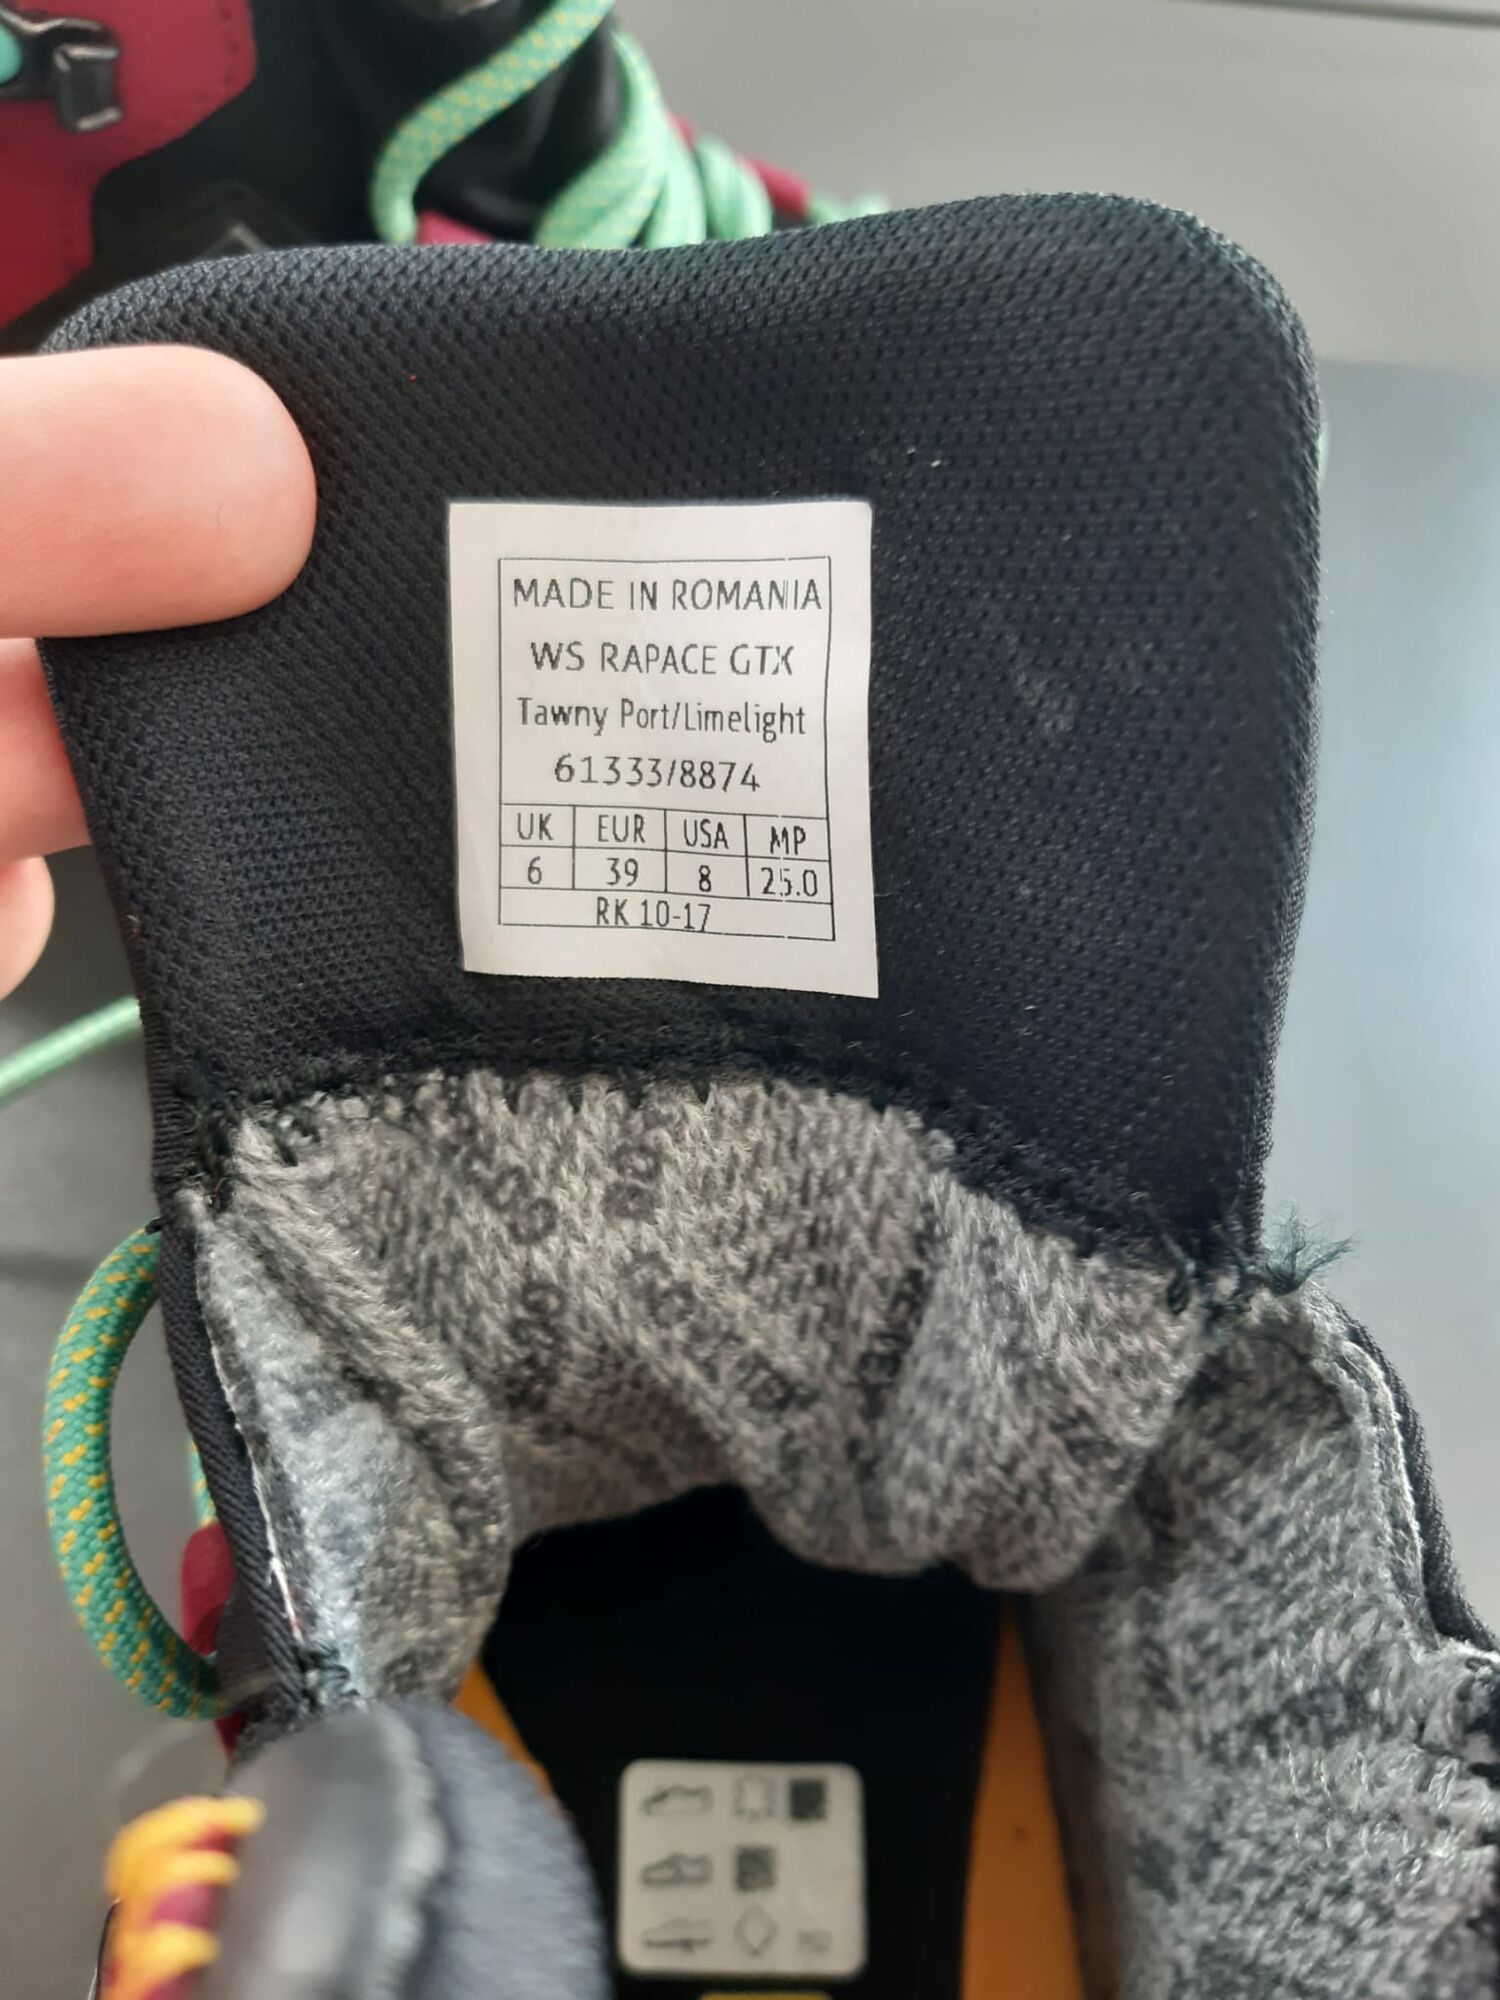 MADE IN ROMANIA
WS RAPACE GTX
Tawny Port/Limelight
61333/8874
UK EUR USA MP
6 39 8 25.0
RK 10-17